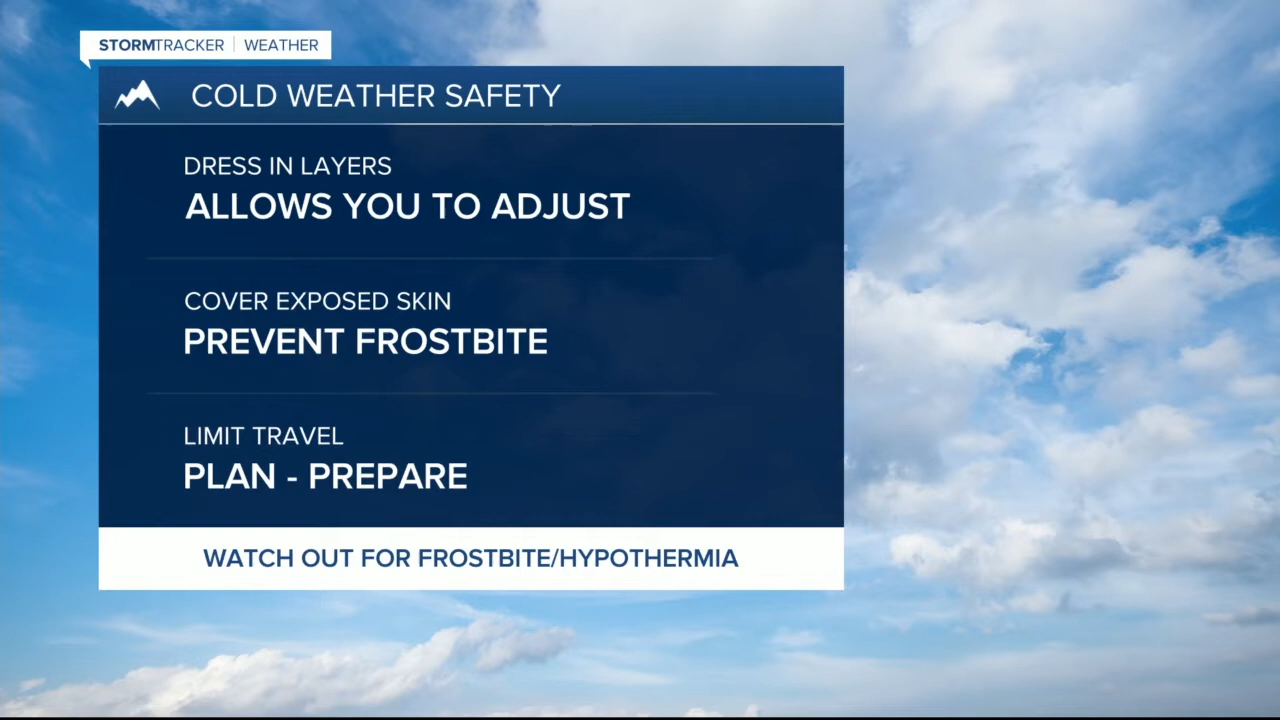 STORMTRACKER | WEATHER
COLD WEATHER SAFETY
DRESS IN LAYERS
ALLOWS YOU TO ADJUST
COVER EXPOSED SKIN
PREVENT FROSTBITE
LIMIT TRAVEL
PLAN - PREPARE
WATCH OUT FOR FROSTBITE/HYPOTHERMIA